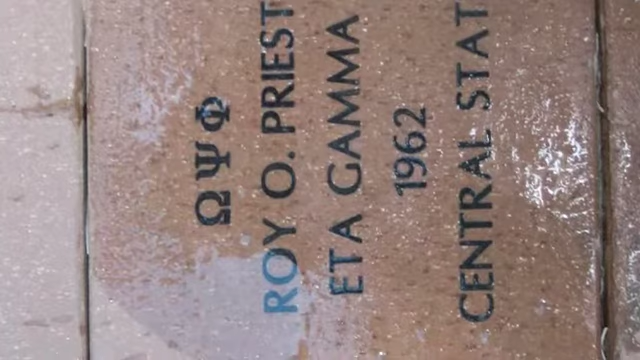 ΩΨΦ
ROY O. PRIEST
ETA GAMMA
1962
CENTRAL STAT